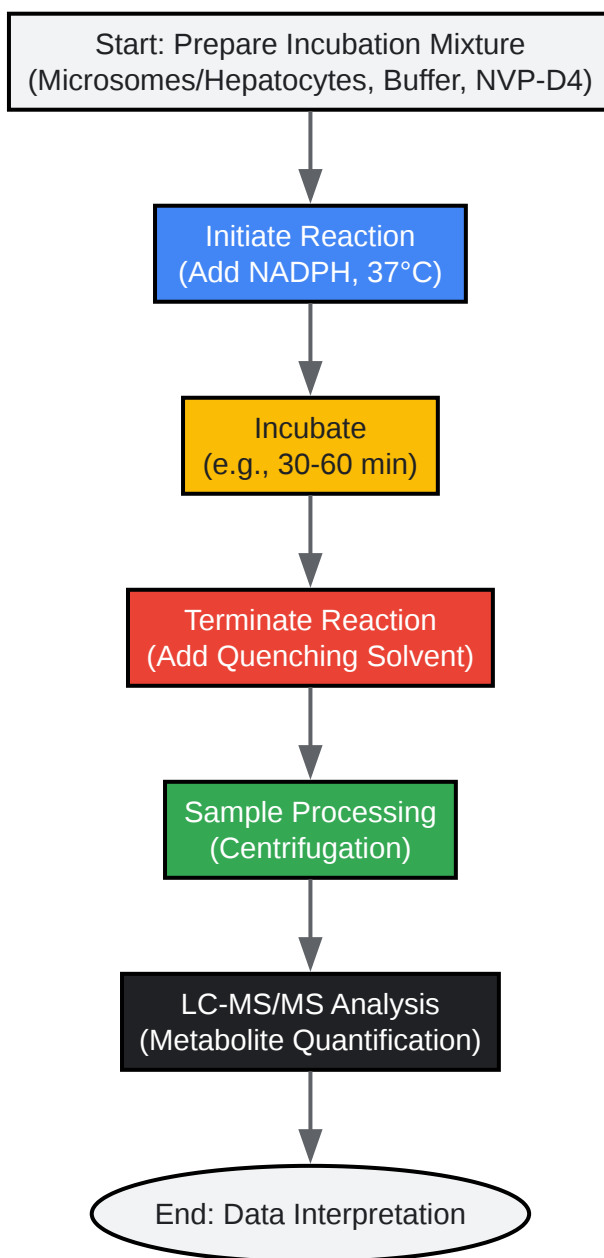 Start: Prepare Incubation Mixture
(Microsomes/Hepatocytes, Buffer, NVP-D4)
Initiate Reaction
(Add NADPH, 37°C)
Incubate
(e.g., 30-60 min)
Terminate Reaction
(Add Quenching Solvent)
Sample Processing
(Centrifugation)
LC-MS/MS Analysis
(Metabolite Quantification)
End: Data Interpretation